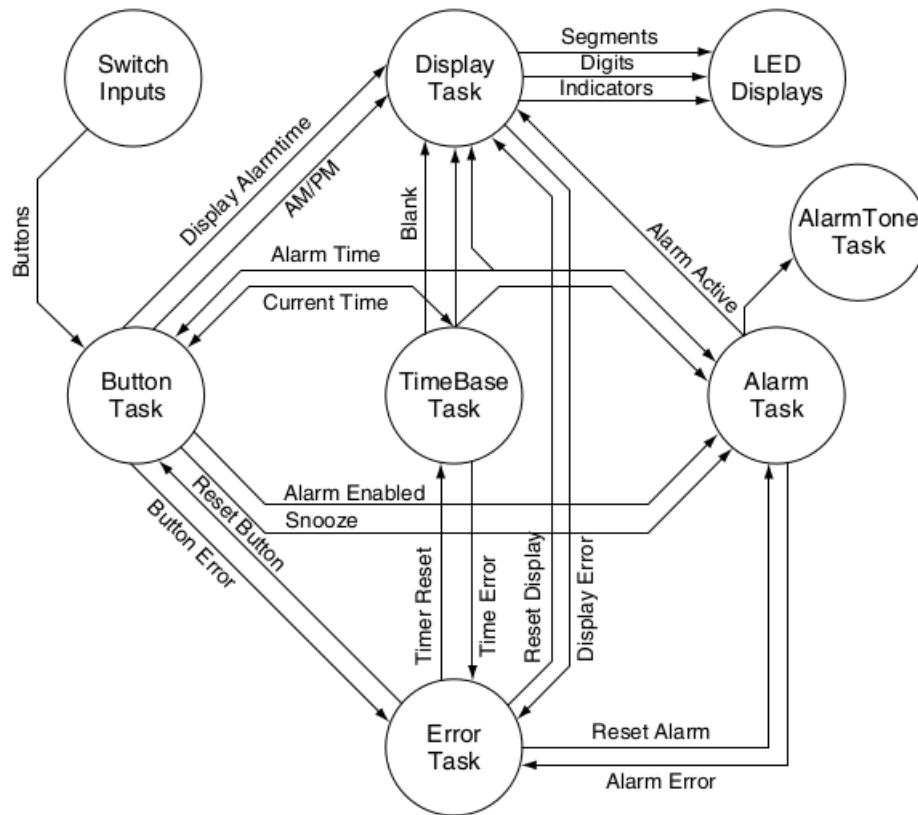 Switch
Inputs
Display
Task
Segments
Digits
Indicators
LED
Displays
AlarmTone
Task
Buttons
Display Alarmtime
AM/PM
Blank
Alarm Active
Alarm Time
Current Time
Button
Task
TimeBase
Task
Alarm
Task
Alarm Enabled
Snooze
Reset Button
Button Error
Timer Reset
Time Error
Reset Display
Display Error
Error
Task
Reset Alarm
Alarm Error